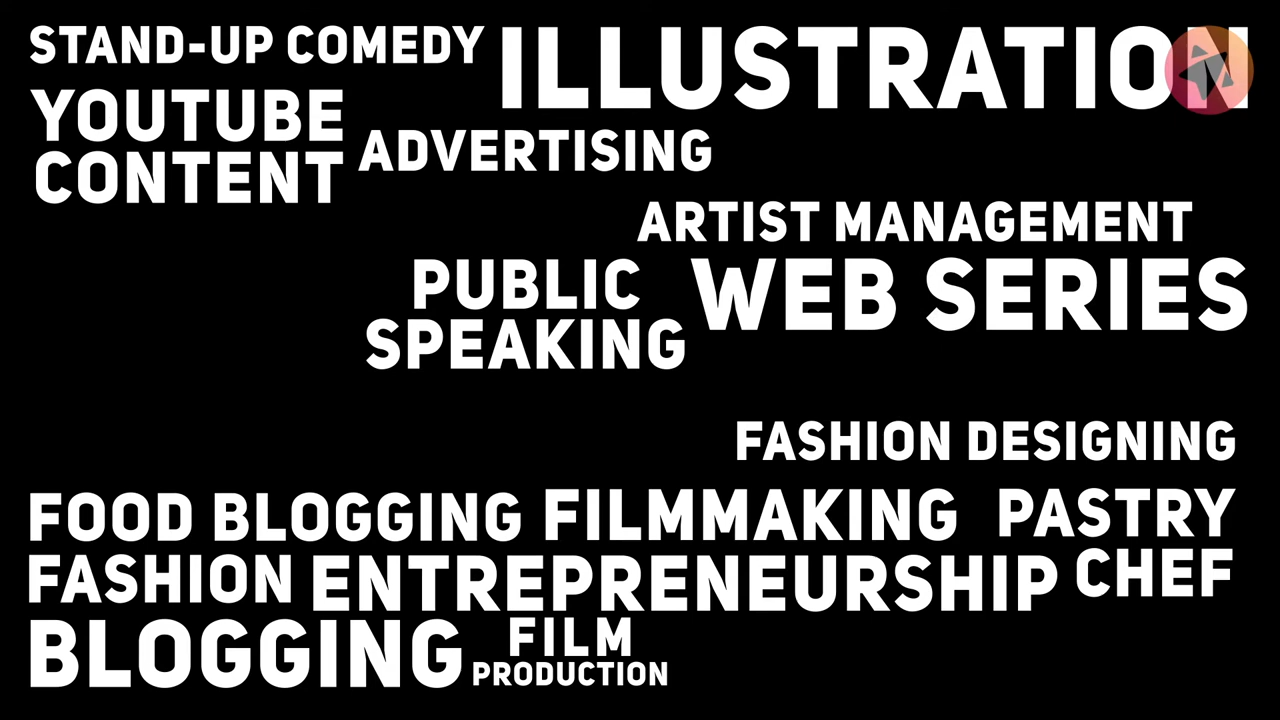 STAND-UP COMEDY
ILLUSTRATION
YOUTUBE
CONTENT
ADVERTISING
ARTIST MANAGEMENT
PUBLIC
SPEAKING
WEB SERIES
FASHION DESIGNING
FOOD BLOGGING
FILMMAKING
PASTRY
CHEF
FASHION
BLOGGING
ENTREPRENEURSHIP
FILM
PRODUCTION